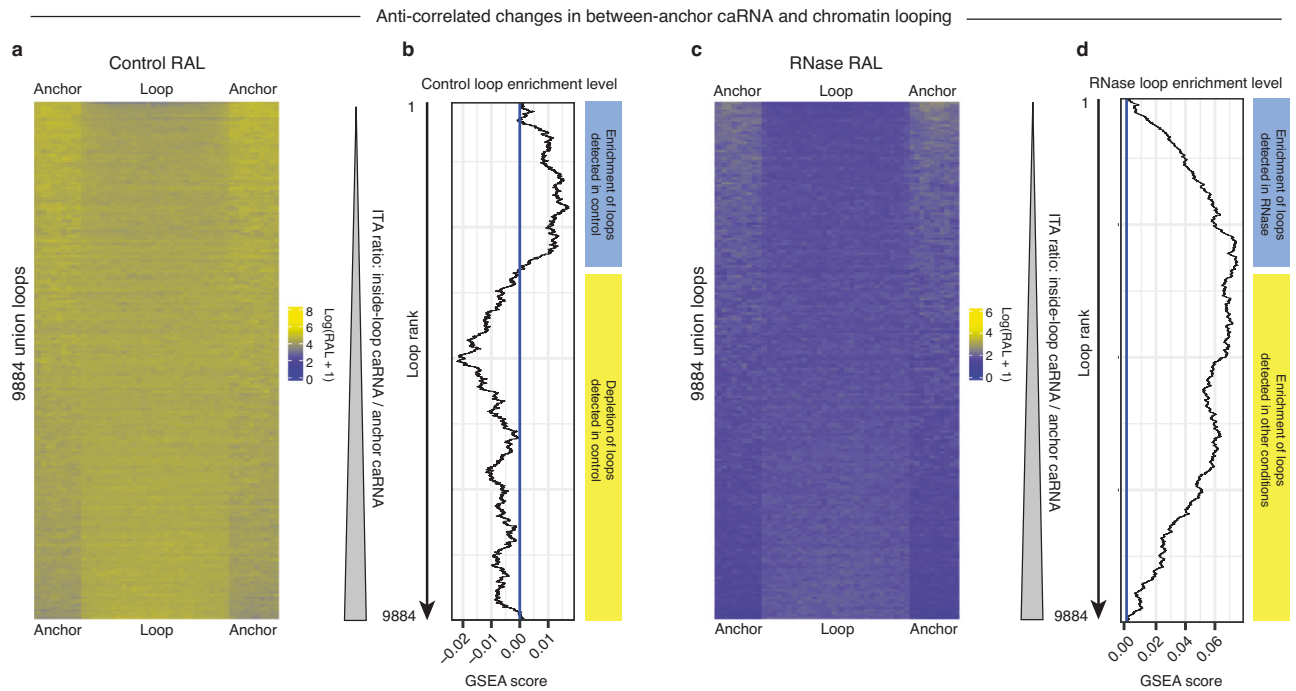 Anti-correlated changes in between-anchor caRNA and chromatin looping
a
Control RAL
Anchor Loop Anchor
9884 union loops
Anchor Loop Anchor
8
6
4
2
0
Log(RAL + 1)
ITA ratio: inside-loop caRNA / anchor caRNA
b
Control loop enrichment level
1
Loop rank
9884
−0.02
−0.01
0.00
0.01
GSEA score
Enrichment of loops
detected in control
Depletion of loops
detected in control
c
RNase RAL
Anchor Loop Anchor
9884 union loops
Anchor Loop Anchor
6
4
2
0
Log(RAL + 1)
ITA ratio: inside-loop caRNA / anchor caRNA
d
RNase loop enrichment level
1
Loop rank
9884
0.00
0.02
0.04
0.06
GSEA score
Enrichment of loops
detected in RNase
Enrichment of loops
detected in other conditions